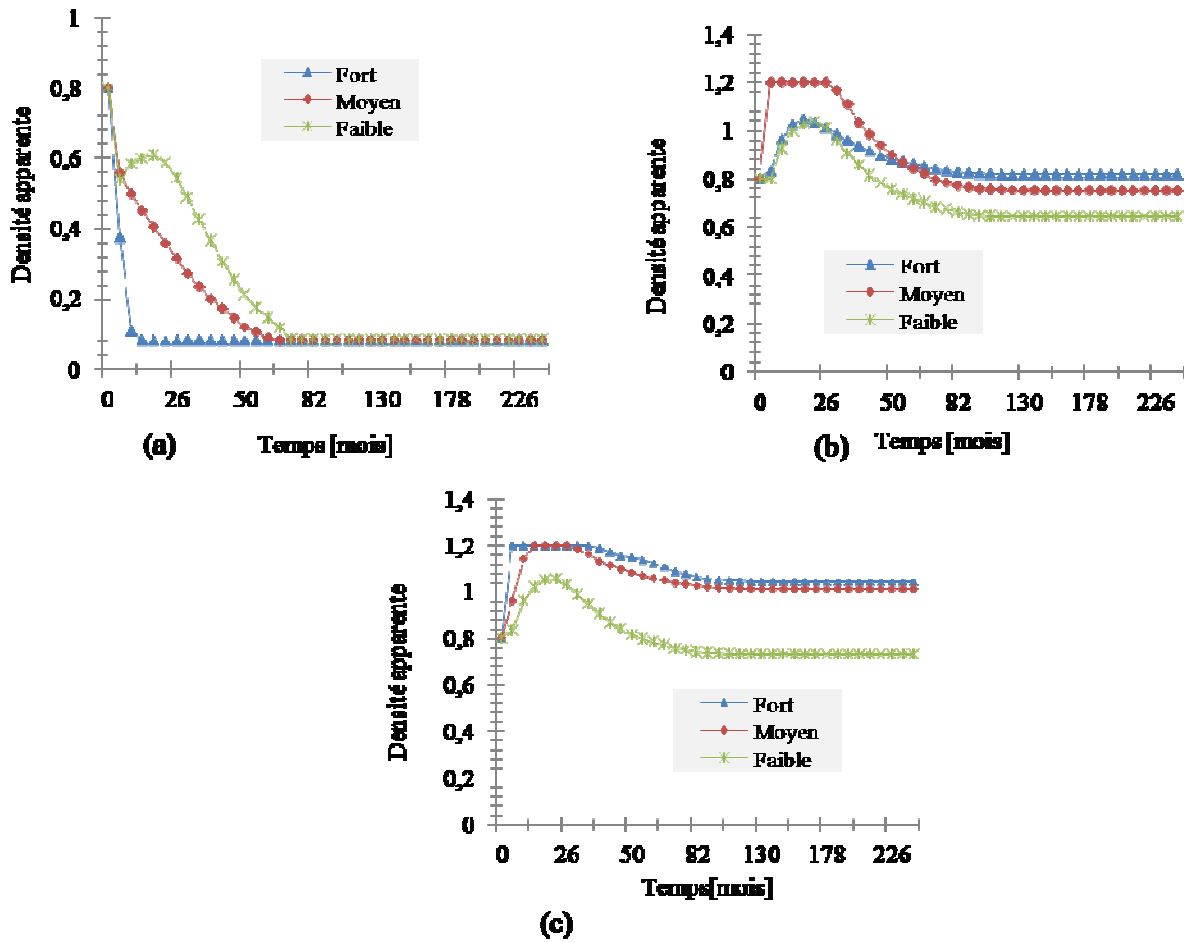 1
0,8
0,6
0,4
0,2
0
Densité apparente
Fort
Moyen
Faible
0 26 50 82 130 178 226
(a) Temps [mois]
1,4
1,2
1
0,8
0,6
0,4
0,2
0
Densité apparente
Fort
Moyen
Faible
0 26 50 82 130 178 226
(b) Temps [mois]
1,4
1,2
1
0,8
0,6
0,4
0,2
0
Densité apparente
Fort
Moyen
Faible
0 26 50 82 130 178 226
Temps[mois]
(c)